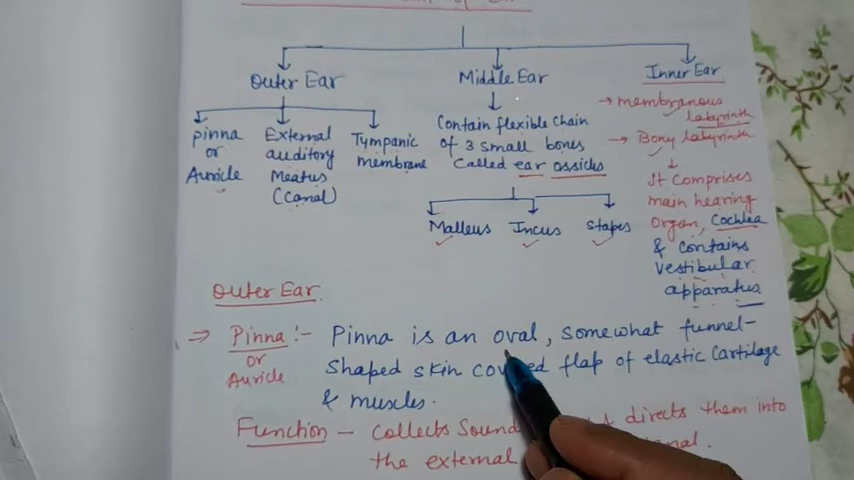 Outer Ear
Middle Ear
Inner Ear
Pinna
or
Auricle
External
auditory
Meatus
(Canal)
Tympanic
membrane
Contain flexible Chain
of 3 small bones
Called ear ossicles
Malleus
Incus
Stapes
→ membranous
labyrinth
→ Bony labyrinth
It Comprises
main hearing
Organ, Cochlea
& contains
vestibular
apparatus
Outer Ear
→ Pinna :- Pinna is an oval, somewhat funnel-
or
Auricle
shaped skin covered flap of elastic Cartilage
& muscles.
Function - Collects Sound directs them into
the external